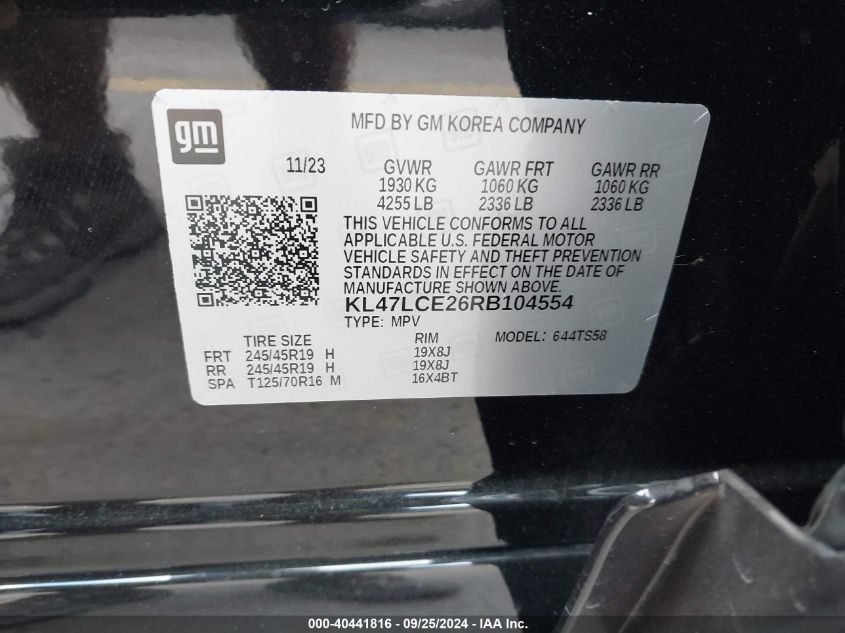 gm
MFD BY GM KOREA COMPANY
11/23 GVWR GAWR FRT GAWR RR
1930 KG 1060 KG 1060 KG
4255 LB 2336 LB 2336 LB
THIS VEHICLE CONFORMS TO ALL
APPLICABLE U.S. FEDERAL MOTOR
VEHICLE SAFETY AND THEFT PREVENTION
STANDARDS IN EFFECT ON THE DATE OF
MANUFACTURE SHOWN ABOVE.
KL47LCE26RB104554
TYPE: MPV MODEL: 644TS58
TIRE SIZE RIM
FRT 245/45R19 H 19X8J
RR 245/45R19 H 19X8J
SPA T125/70R16 M 16X4BT
000-40441816 - 09/25/2024 - IAA Inc.